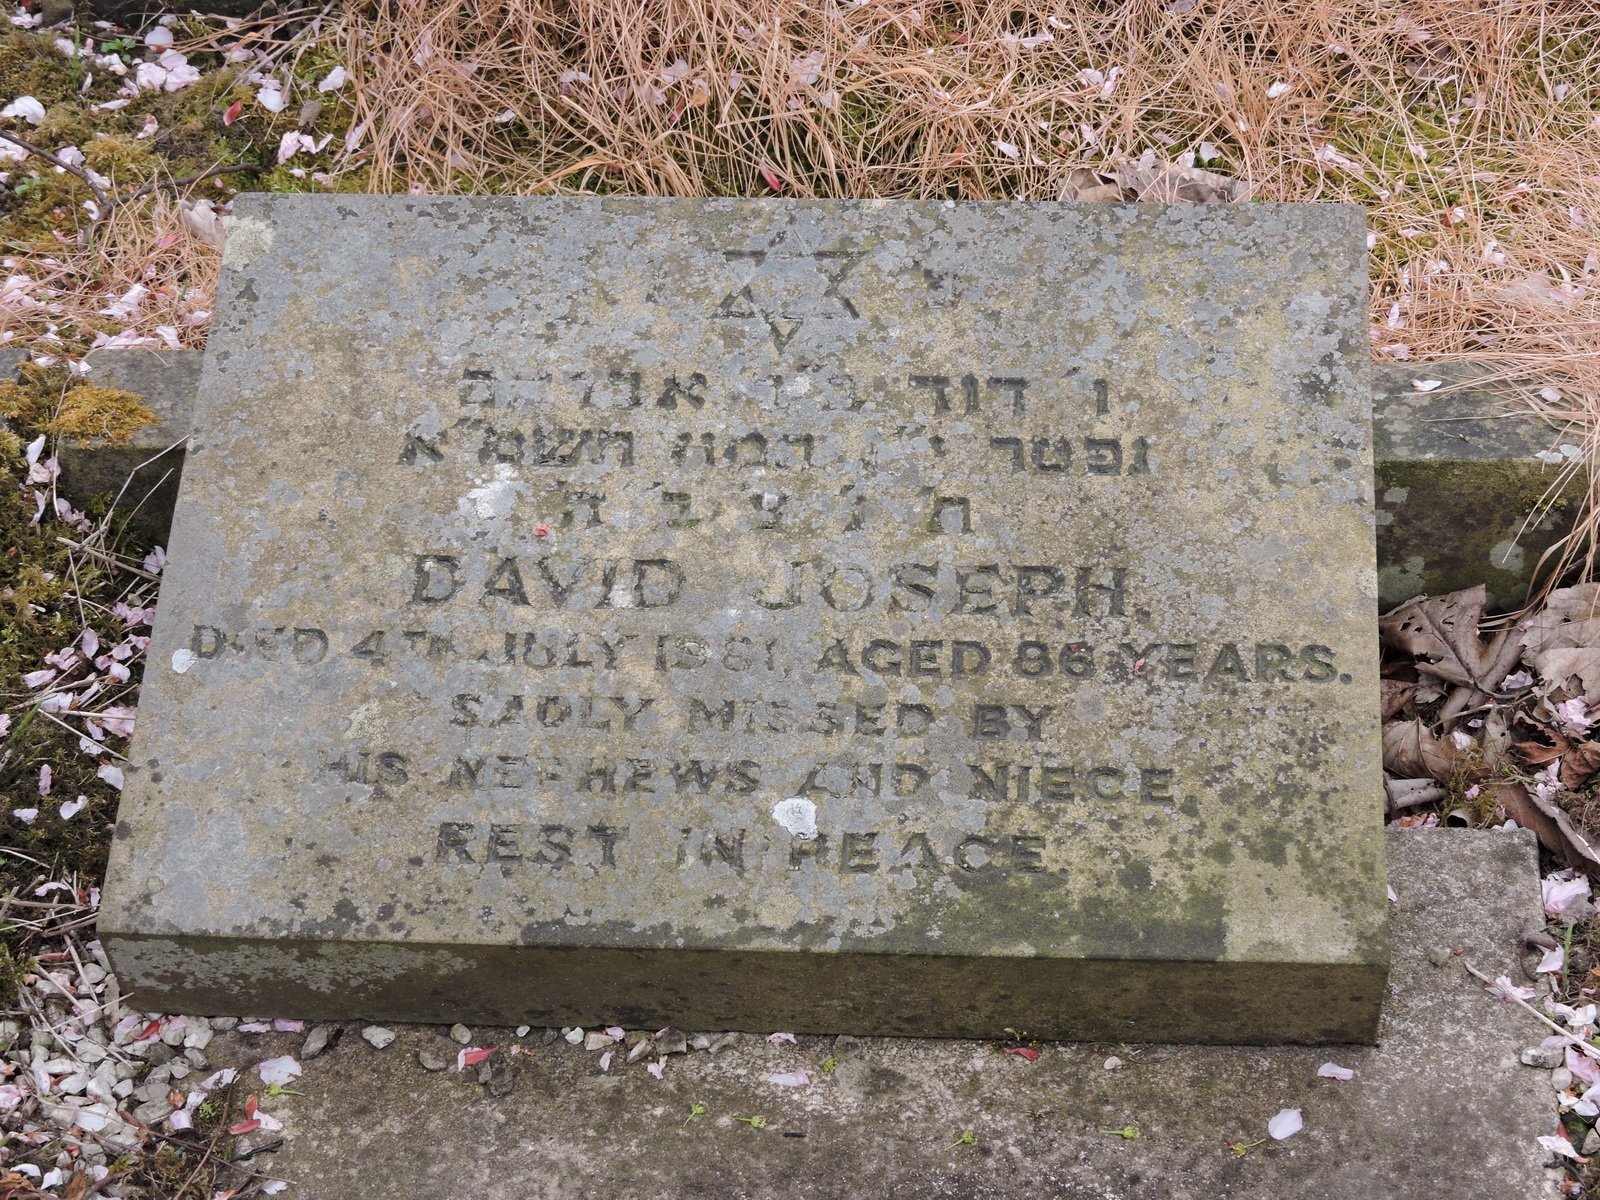 ר' דוד ב"ר אברהם
נפטר תמוז תשמ"א
ת' נ' צ' ב' ה'
DAVID JOSEPH.
DIED 4TH JULY 1981, AGED 86 YEARS.
SADLY MISSED BY
HIS NEPHEWS AND NIECE.
REST IN PEACE.